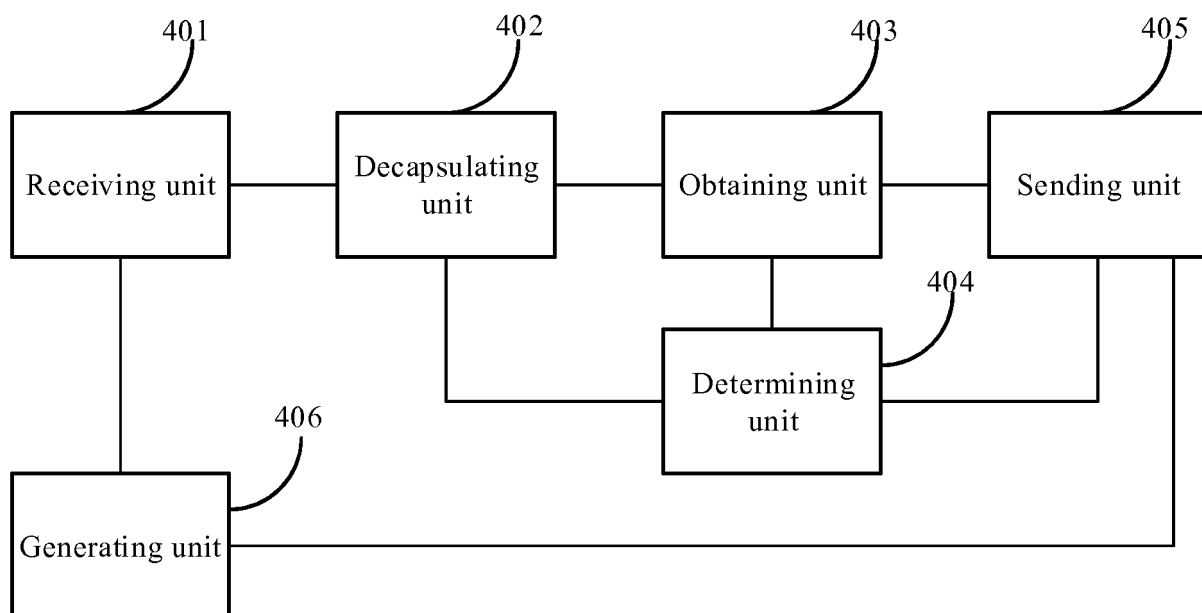 401
402
403
405
Receiving unit
Decapsulating
unit
Obtaining unit
Sending unit
404
Determining
unit
406
Generating unit